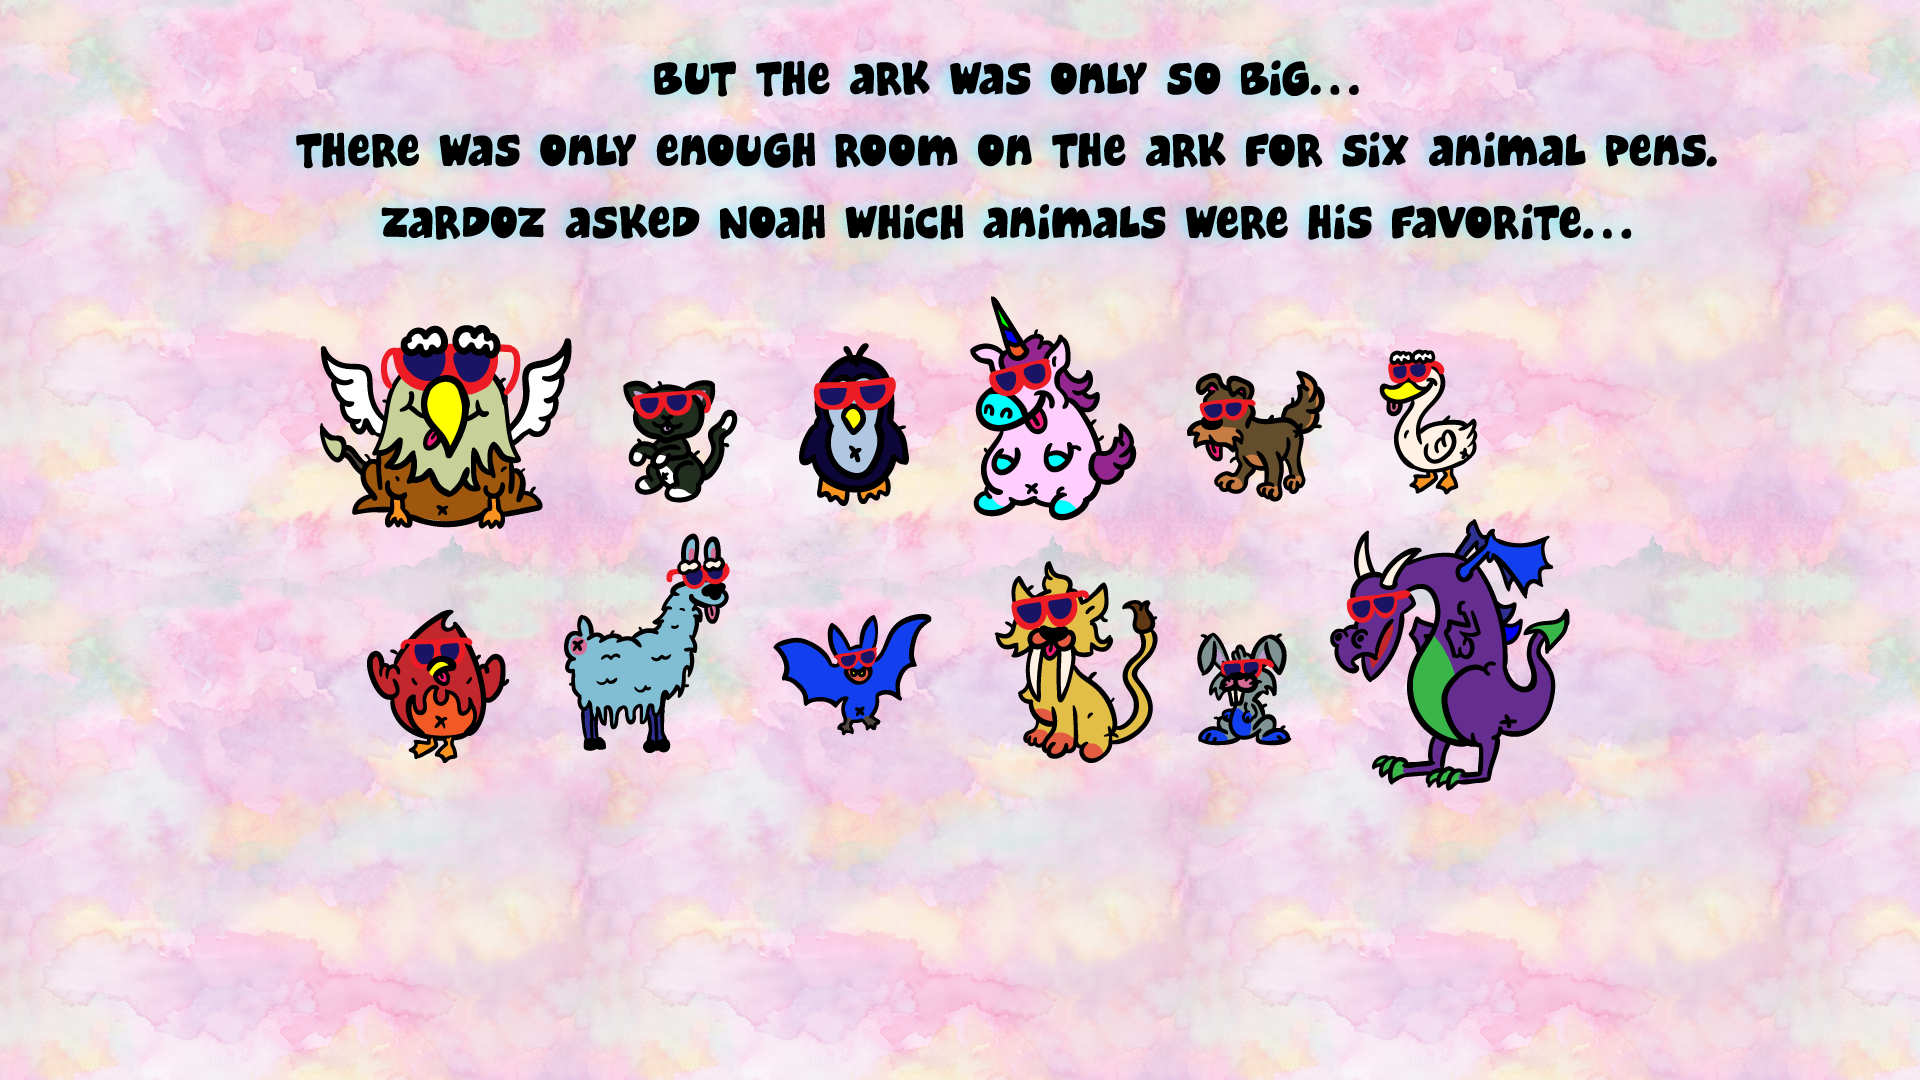 BUT THE ARK WAS ONLY SO BIG...
THERE WAS ONLY ENOUGH ROOM ON THE ARK FOR SIX ANIMAL PENS.
ZARDOZ ASKED NOAH WHICH ANIMALS WERE HIS FAVORITE...